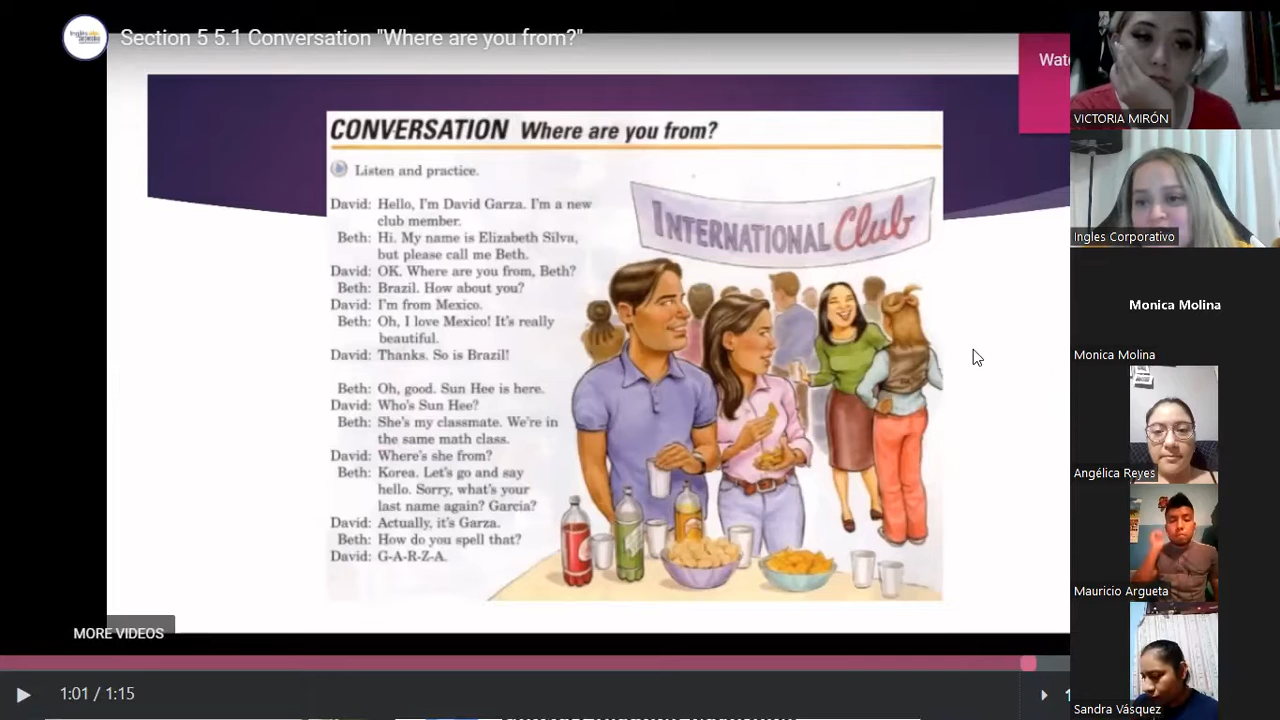 Section 5 5.1 Conversation "Where are you from?"
CONVERSATION Where are you from?
Listen and practice.
David: Hello, I'm David Garza. I'm a new
club member.
Beth: Hi. My name is Elizabeth Silva,
but please call me Beth.
David: OK. Where are you from, Beth?
Beth: Brazil. How about you?
David: I'm from Mexico.
Beth: Oh, I love Mexico! It's really
beautiful.
David: Thanks. So is Brazil!
Beth: Oh, good. Sun Hee is here.
David: Who's Sun Hee?
Beth: She's my classmate. We're in
the same math class.
David: Where's she from?
Beth: Korea. Let's go and say
hello. Sorry, what's your
last name again? Garcia?
David: Actually, it's Garza.
Beth: How do you spell that?
David: G-A-R-Z-A.
INTERNATIONAL Club
MORE VIDEOS
1:01 / 1:15
VICTORIA MIRÓN
Ingles Corporativo
Monica Molina
Monica Molina
Angélica Reyes
Mauricio Argueta
Sandra Vásquez